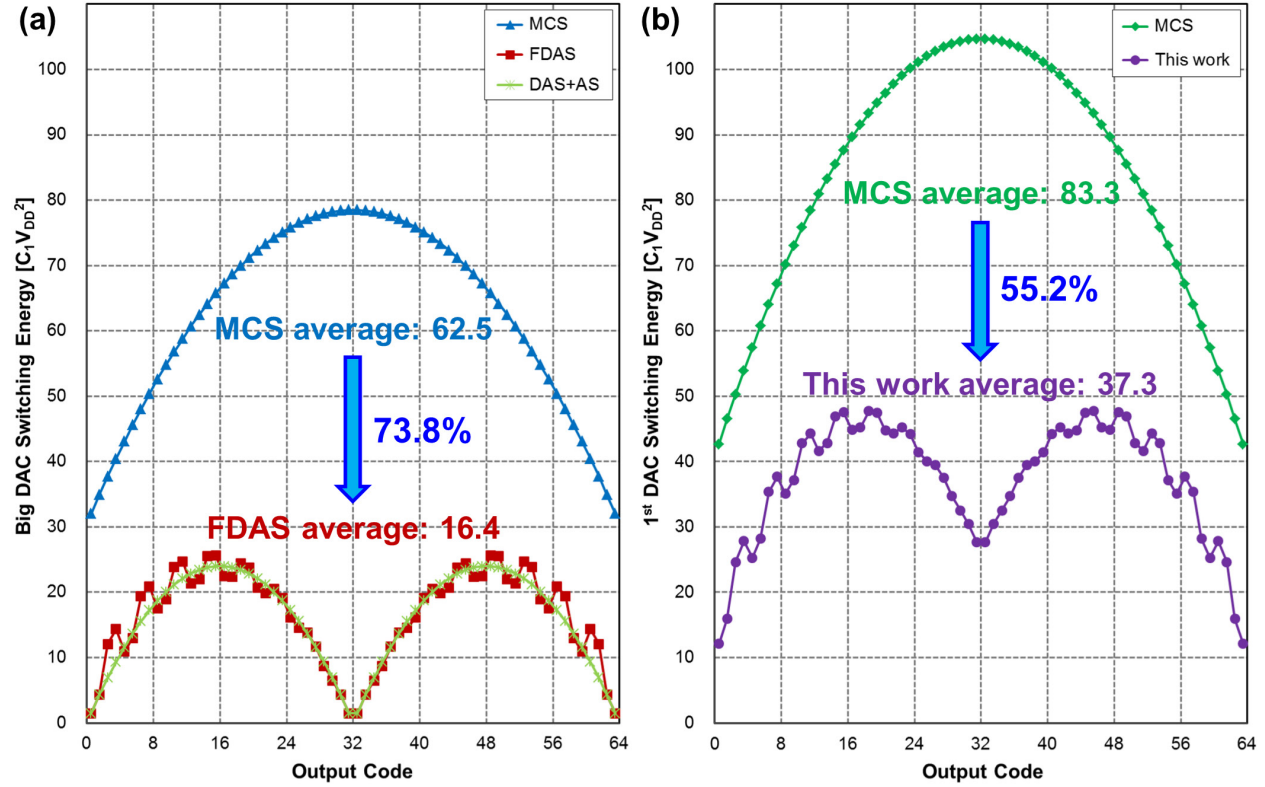 (a)
MCS
FDAS
DAS+AS
100
90
80
70
60
50
40
30
20
10
0
Big DAC Switching Energy [C₁V_DD²]
MCS average: 62.5
73.8%
FDAS average: 16.4
0 8 16 24 32 40 48 56 64
Output Code
(b)
MCS
This work
100
90
80
70
60
50
40
30
20
10
0
1ˢᵗ DAC Switching Energy [C₁V_DD²]
MCS average: 83.3
55.2%
This work average: 37.3
0 8 16 24 32 40 48 56 64
Output Code